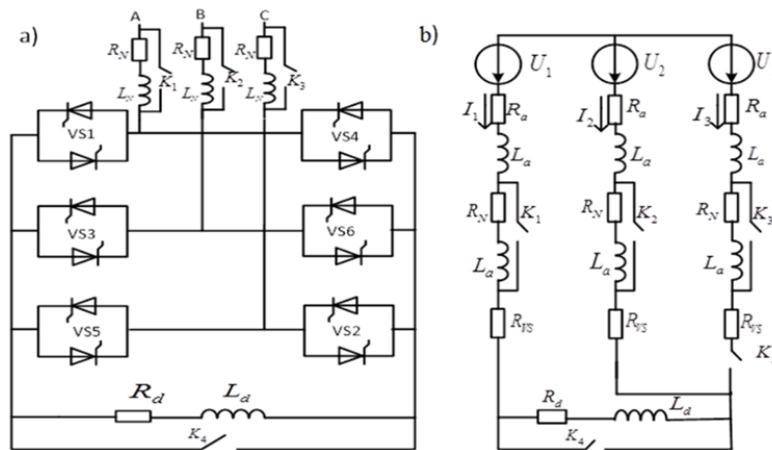 a)
A B C
R_N R_N R_N
K_1 K_2 K_3
L_N L_N L_N
VS1 VS4
VS3 VS6
VS5 VS2
R_d L_d
K_4
b)
U_1 U_2 U
I_1 R_a I_2 R_a I_3 R_a
L_a L_a L_a
R_N K_1 R_N K_2 R_N K_3
L_a L_a L_a
R_VS R_VS R_VS
K
R_d L_d
K_4